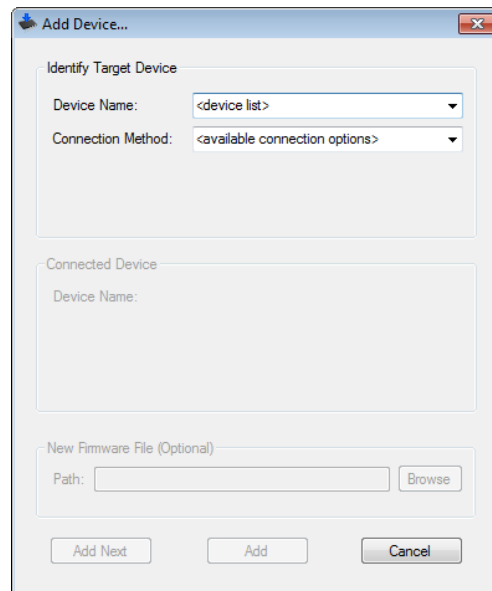 Add Device...
Identify Target Device
Device Name: <device list>
Connection Method: <available connection options>
Connected Device
Device Name:
New Firmware File (Optional)
Path: Browse
Add Next Add Cancel